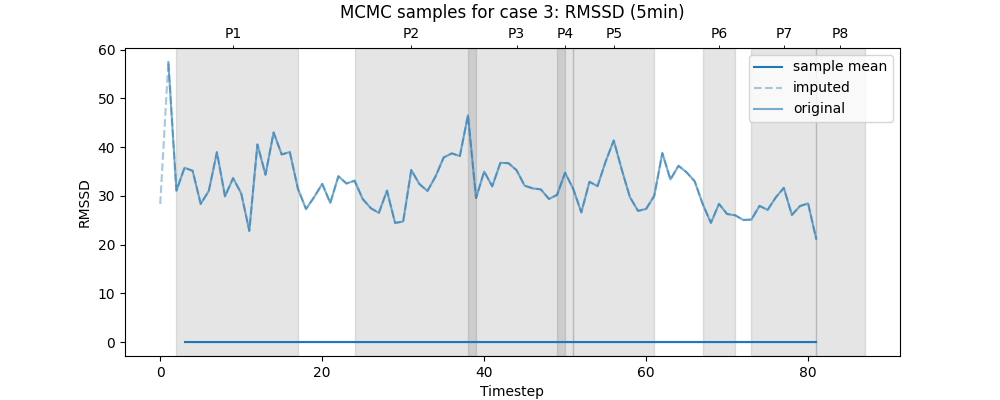 MCMC samples for case 3: RMSSD (5min)
P1 P2 P3 P4 P5 P6 P7 P8
sample mean
imputed
original
60
50
40
30
20
10
0
RMSSD
0 20 40 60 80
Timestep